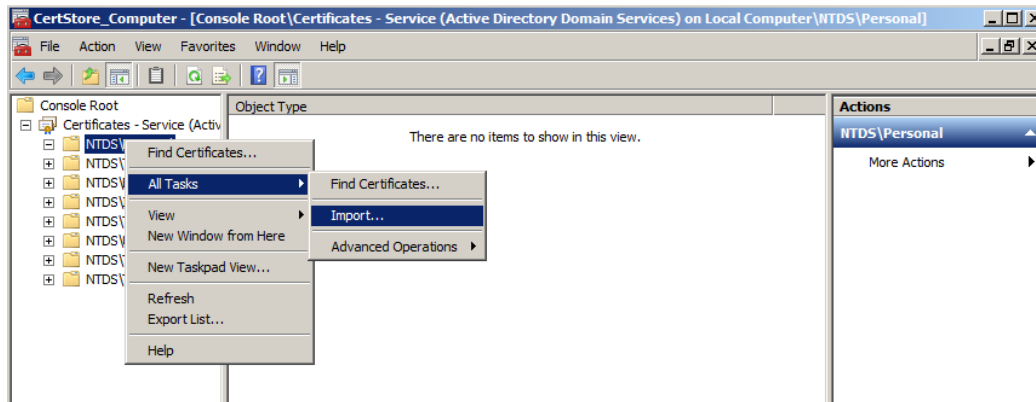 CertStore_Computer - [Console Root\Certificates - Service (Active Directory Domain Services) on Local Computer\NTDS\Personal]
File Action View Favorites Window Help
Console Root
Certificates - Service (Activ
NTDS\
NTDS\
NTDS\
NTDS\
NTDS\
NTDS\
NTDS\
NTDS\
Find Certificates...
All Tasks
View
New Window from Here
New Taskpad View...
Refresh
Export List...
Help
Find Certificates...
Import...
Advanced Operations
Object Type
There are no items to show in this view.
Actions
NTDS\Personal
More Actions